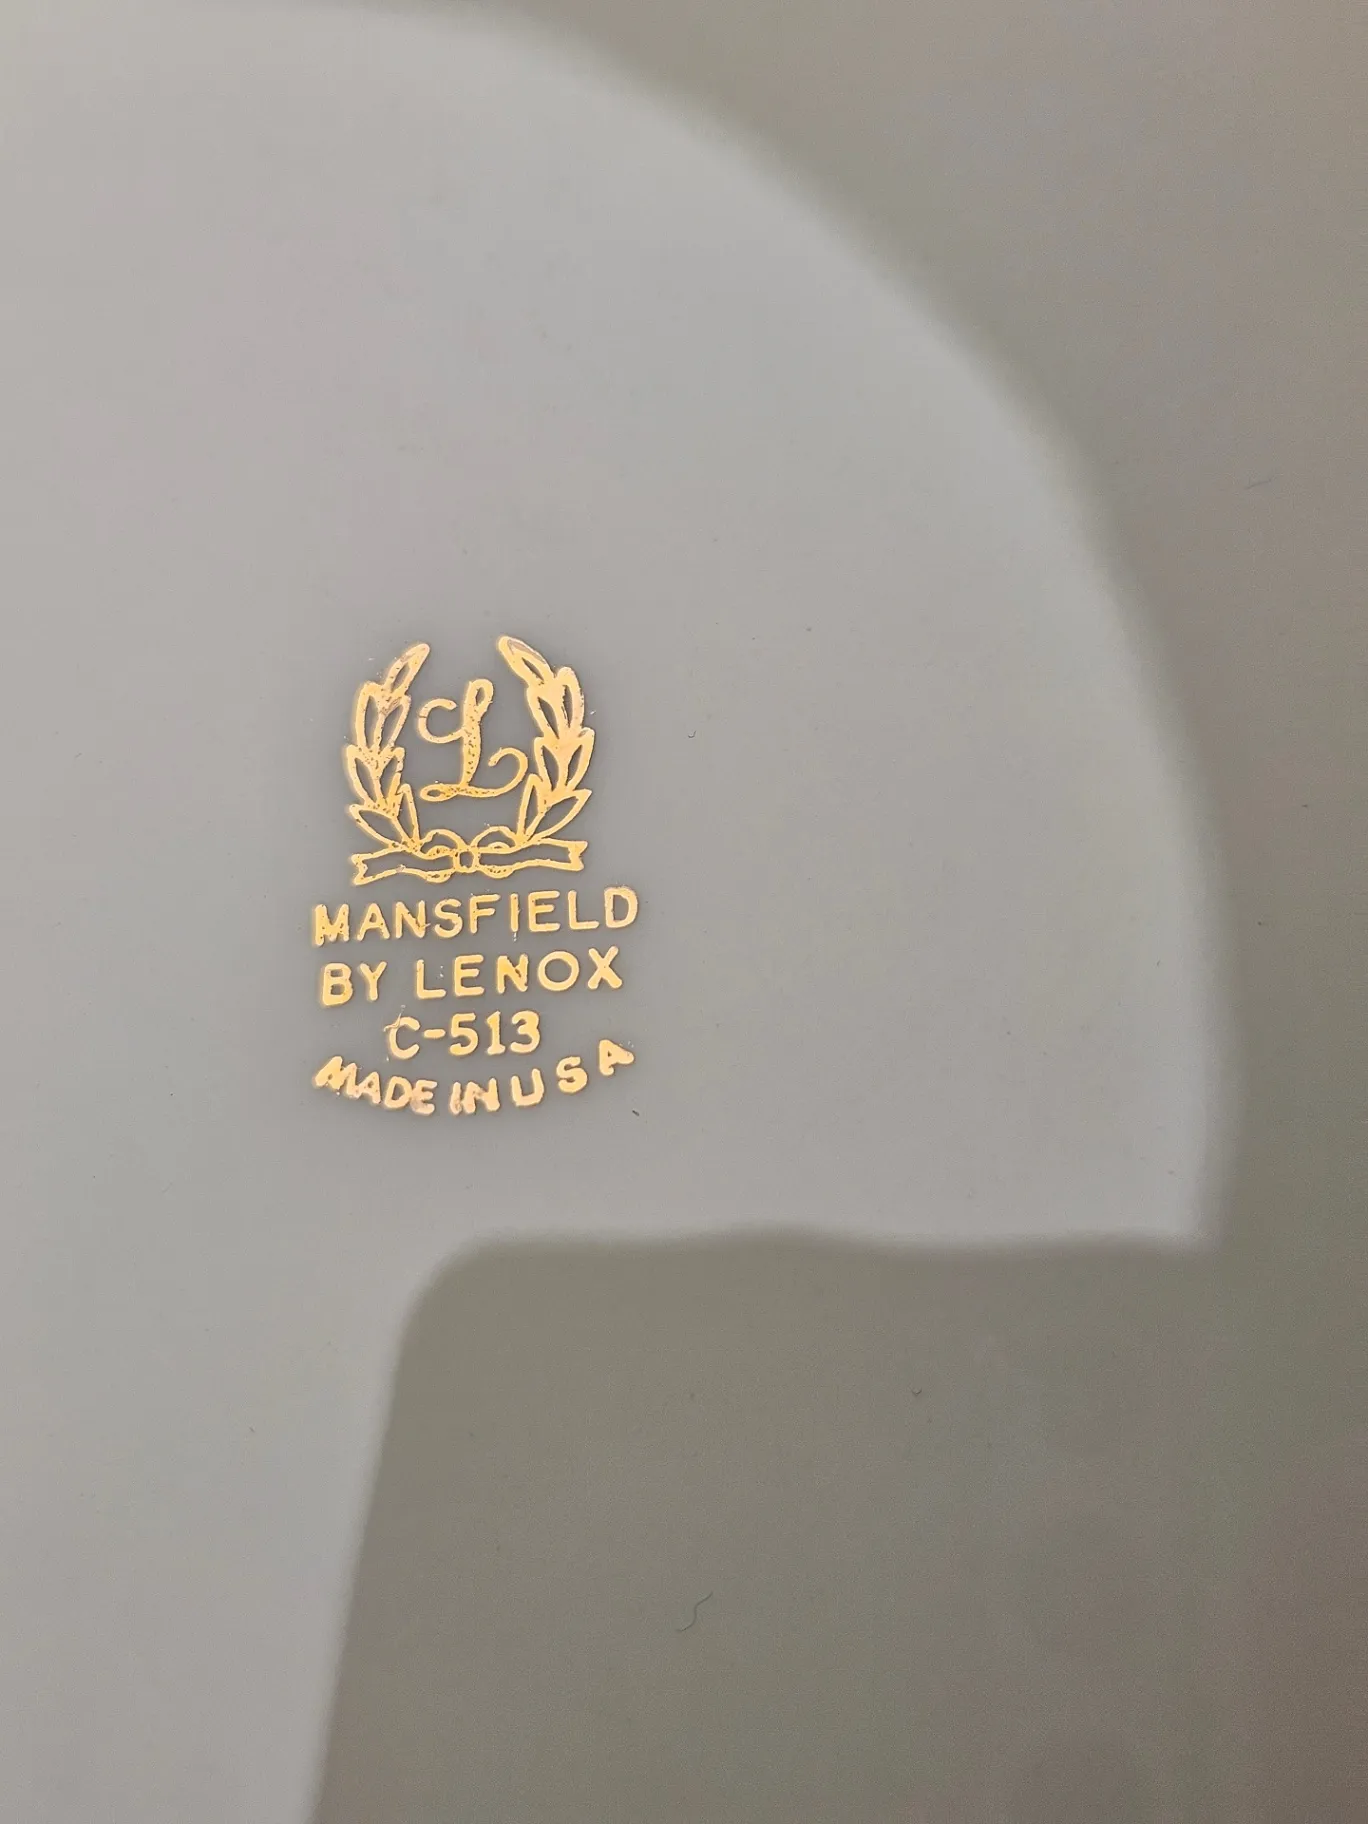 L
MANSFIELD
BY LENOX
C-513
MADE IN USA